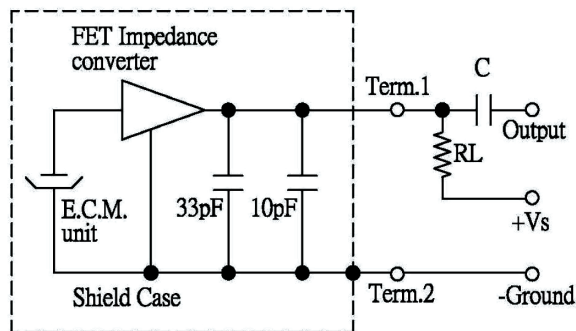 FET Impedance
converter
Term.1
C
Output
RL
E.C.M.
unit
33pF
10pF
+Vs
Shield Case
Term.2
-Ground